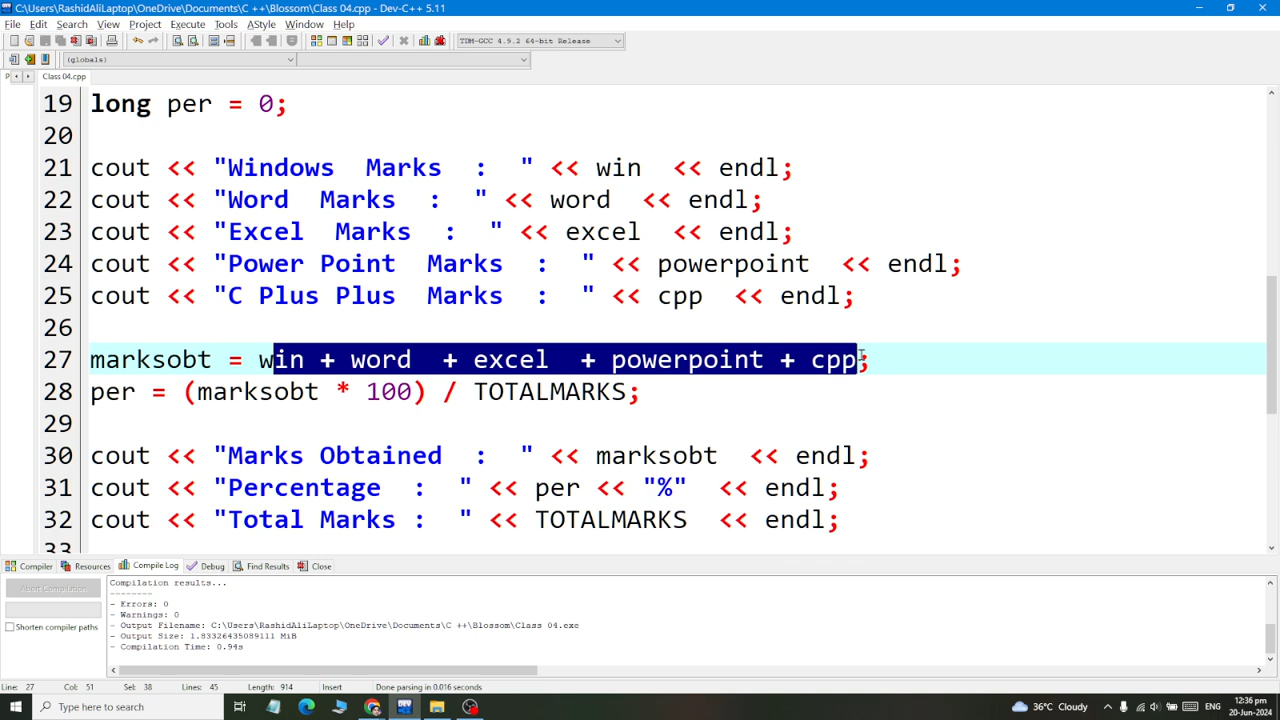 C:\Users\RashidAliLaptop\OneDrive\Documents\C ++\Blossom\Class 04.cpp - Dev-C++ 5.11
File Edit Search View Project Execute Tools AStyle Window Help
TDM-GCC 4.9.2 64-bit Release
(globals)
Class 04.cpp
19 long per = 0;
20
21 cout << "Windows  Marks  :  " << win  << endl;
22 cout << "Word  Marks  :  " << word  << endl;
23 cout << "Excel  Marks  :  " << excel  << endl;
24 cout << "Power Point  Marks  :  " << powerpoint  << endl;
25 cout << "C Plus Plus  Marks  :  " << cpp  << endl;
26
27 marksobt = win + word  + excel  + powerpoint + cpp;
28 per = (marksobt * 100) / TOTALMARKS;
29
30 cout << "Marks Obtained  :  " << marksobt  << endl;
31 cout << "Percentage  :  " << per << "%"  << endl;
32 cout << "Total Marks :  " << TOTALMARKS  << endl;
33
Compiler Resources Compile Log Debug Find Results Close
Abort Compilation
Shorten compiler paths
Compilation results...
--------
- Errors: 0
- Warnings: 0
- Output Filename: C:\Users\RashidAliLaptop\OneDrive\Documents\C ++\Blossom\Class 04.exe
- Output Size: 1.83326435089111 MiB
- Compilation Time: 0.94s
Line: 27 Col: 51 Sel: 38 Lines: 45 Length: 914 Insert Done parsing in 0.016 seconds
Type here to search
36°C Cloudy
ENG
12:36 pm
20-Jun-2024